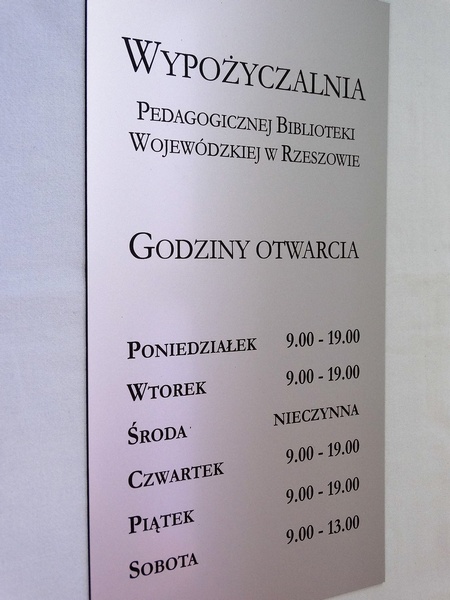 Wypożyczalnia
Pedagogicznej Biblioteki
Wojewódzkiej w Rzeszowie
Godziny otwarcia
Poniedziałek 9.00 - 19.00
Wtorek 9.00 - 19.00
Środa nieczynna
Czwartek 9.00 - 19.00
Piątek 9.00 - 19.00
Sobota 9.00 - 13.00